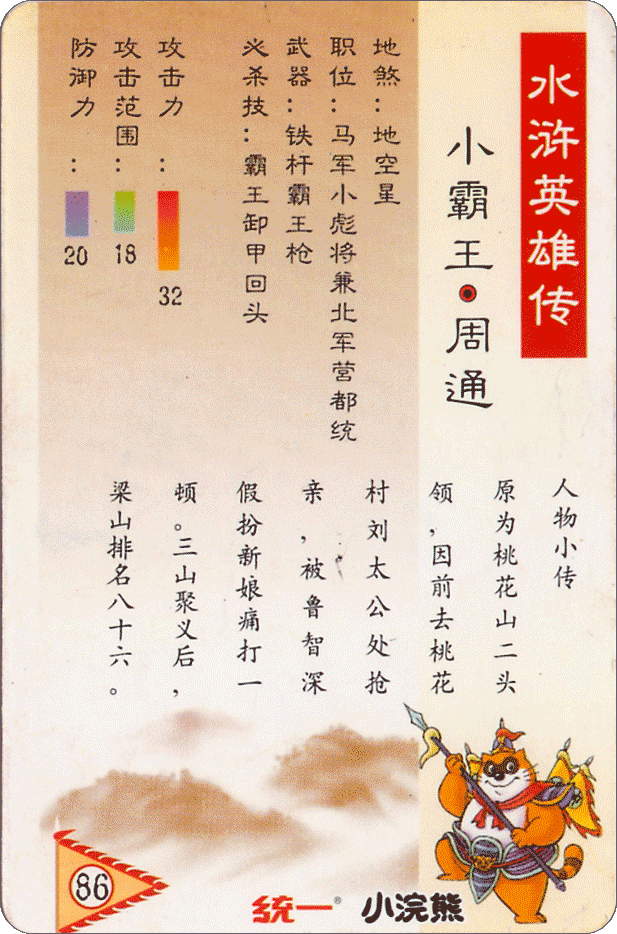 水浒英雄传
小霸王·周通
地煞：地空星
职位：马军小彪将兼北军营都统
武器：铁杆霸王枪
必杀技：霸王卸甲回头
攻击力：
32
攻击范围：
18
防御力：
20
人物小传
原为桃花山二头
领，因前去桃花
村刘太公处抢
亲，被鲁智深
假扮新娘痛打一
顿。三山聚义后，
梁山排名八十六。
86
统一®
小浣熊